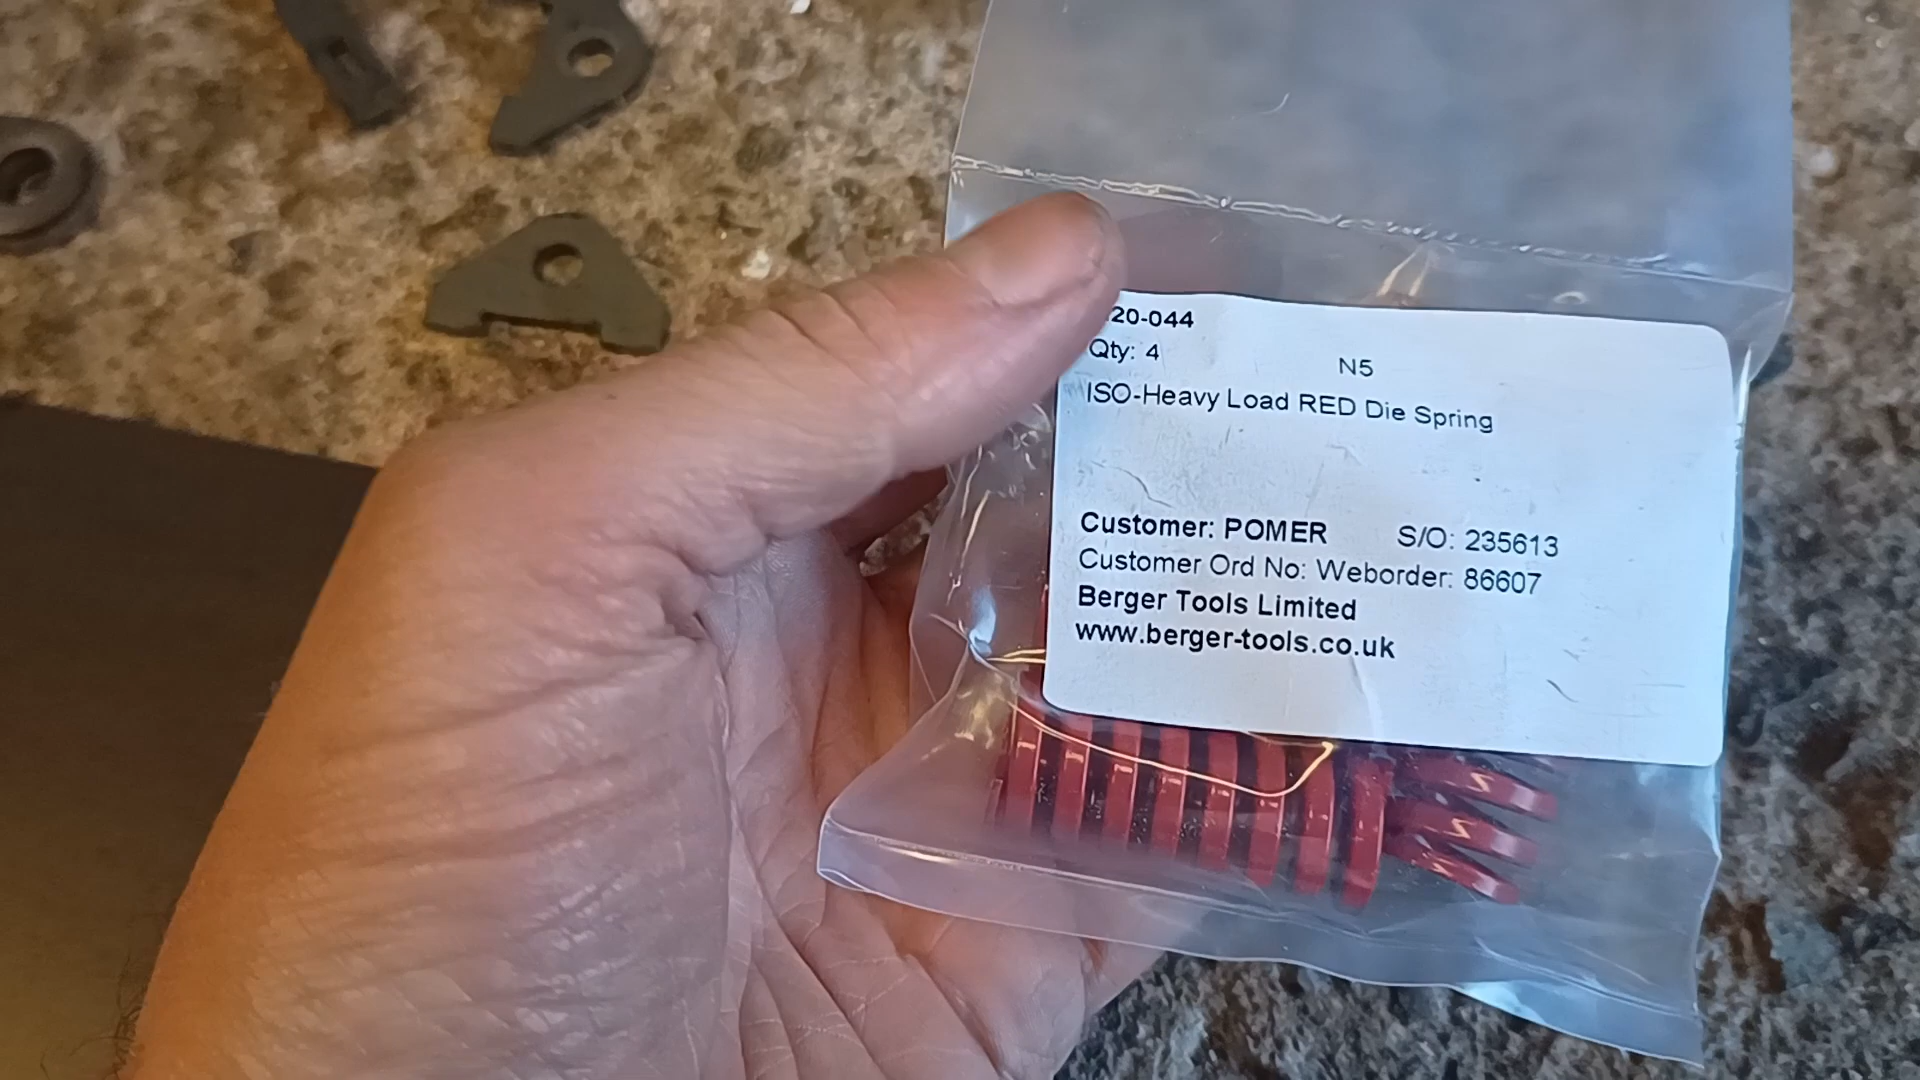 20-044
Qty: 4
N5
ISO-Heavy Load RED Die Spring
Customer: POMER S/O: 235613
Customer Ord No: Weborder: 86607
Berger Tools Limited
www.berger-tools.co.uk